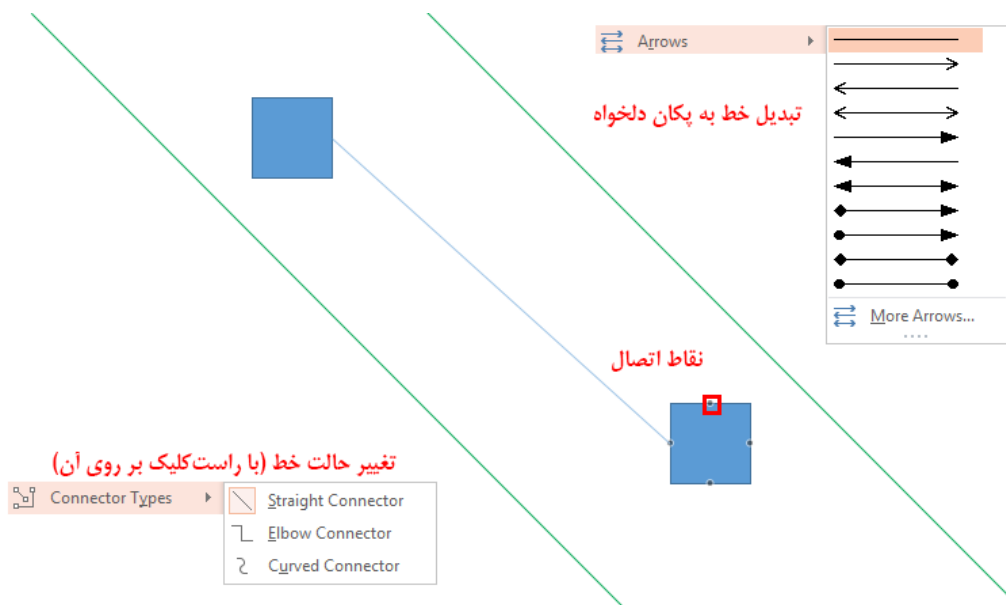 Arrows
تبدیل خط به پکان دلخواه
More Arrows...
نقاط اتصال
تغییر حالت خط (با راست‌کلیک بر روی آن)
Connector Types
Straight Connector
Elbow Connector
Curved Connector